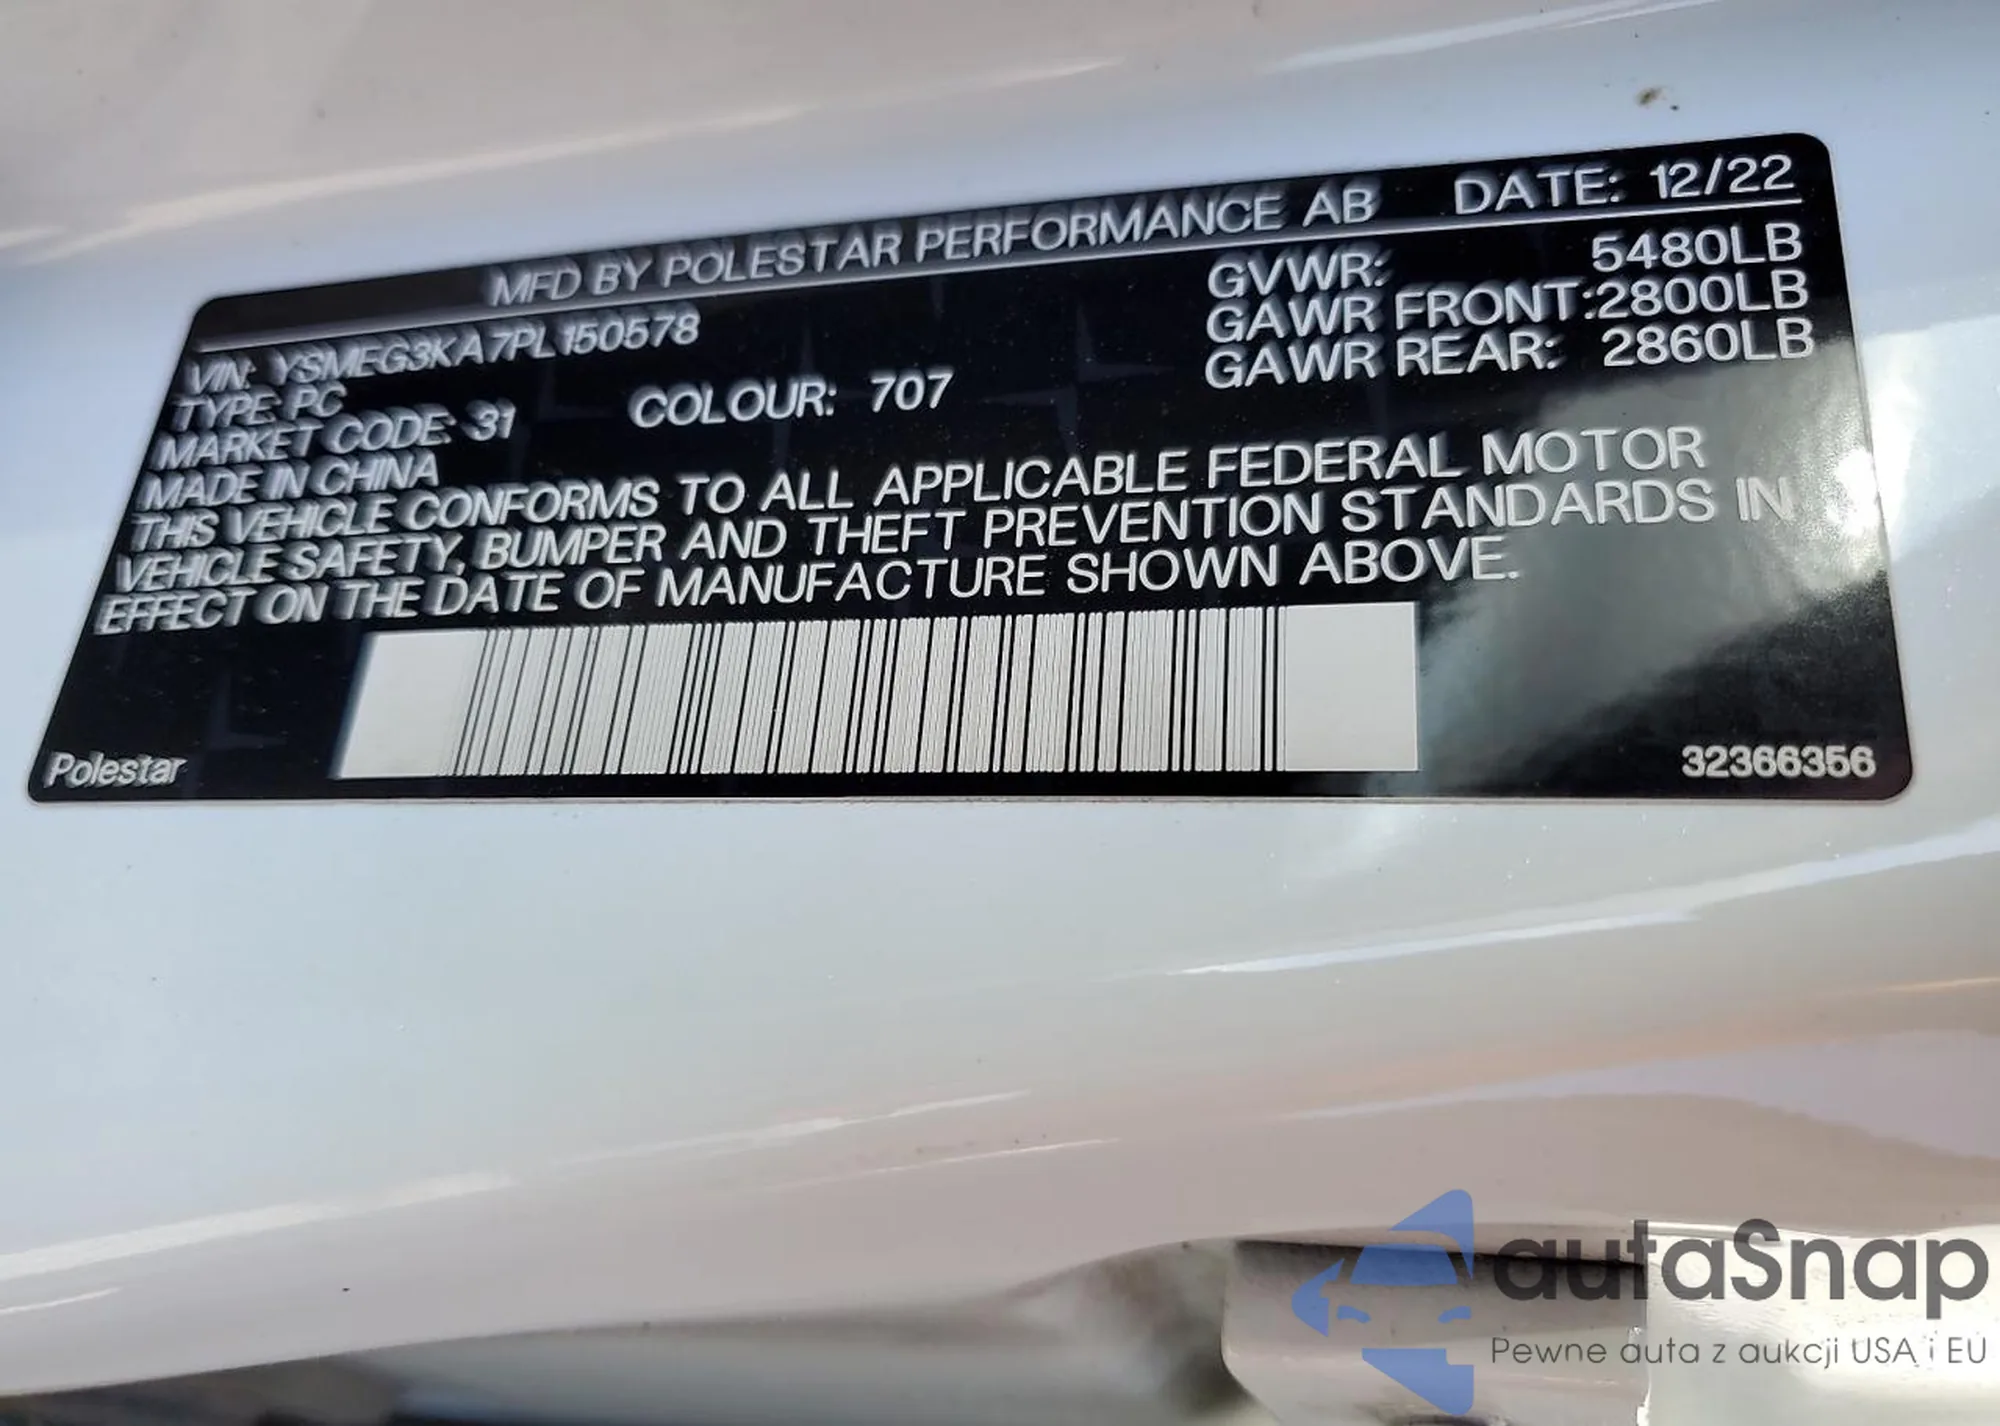 MFD BY POLESTAR PERFORMANCE AB DATE: 12/22
VIN: YSMEG3KA7PL150578
GVWR: 5480LB
GAWR FRONT:2800LB
GAWR REAR: 2860LB
TYPE: PC
MARKET CODE: 31 COLOUR: 707
MADE IN CHINA
THIS VEHICLE CONFORMS TO ALL APPLICABLE FEDERAL MOTOR
VEHICLE SAFETY, BUMPER AND THEFT PREVENTION STANDARDS IN
EFFECT ON THE DATE OF MANUFACTURE SHOWN ABOVE.
Polestar
32366356
autaSnap
Pewne auta z aukcji USA i EU